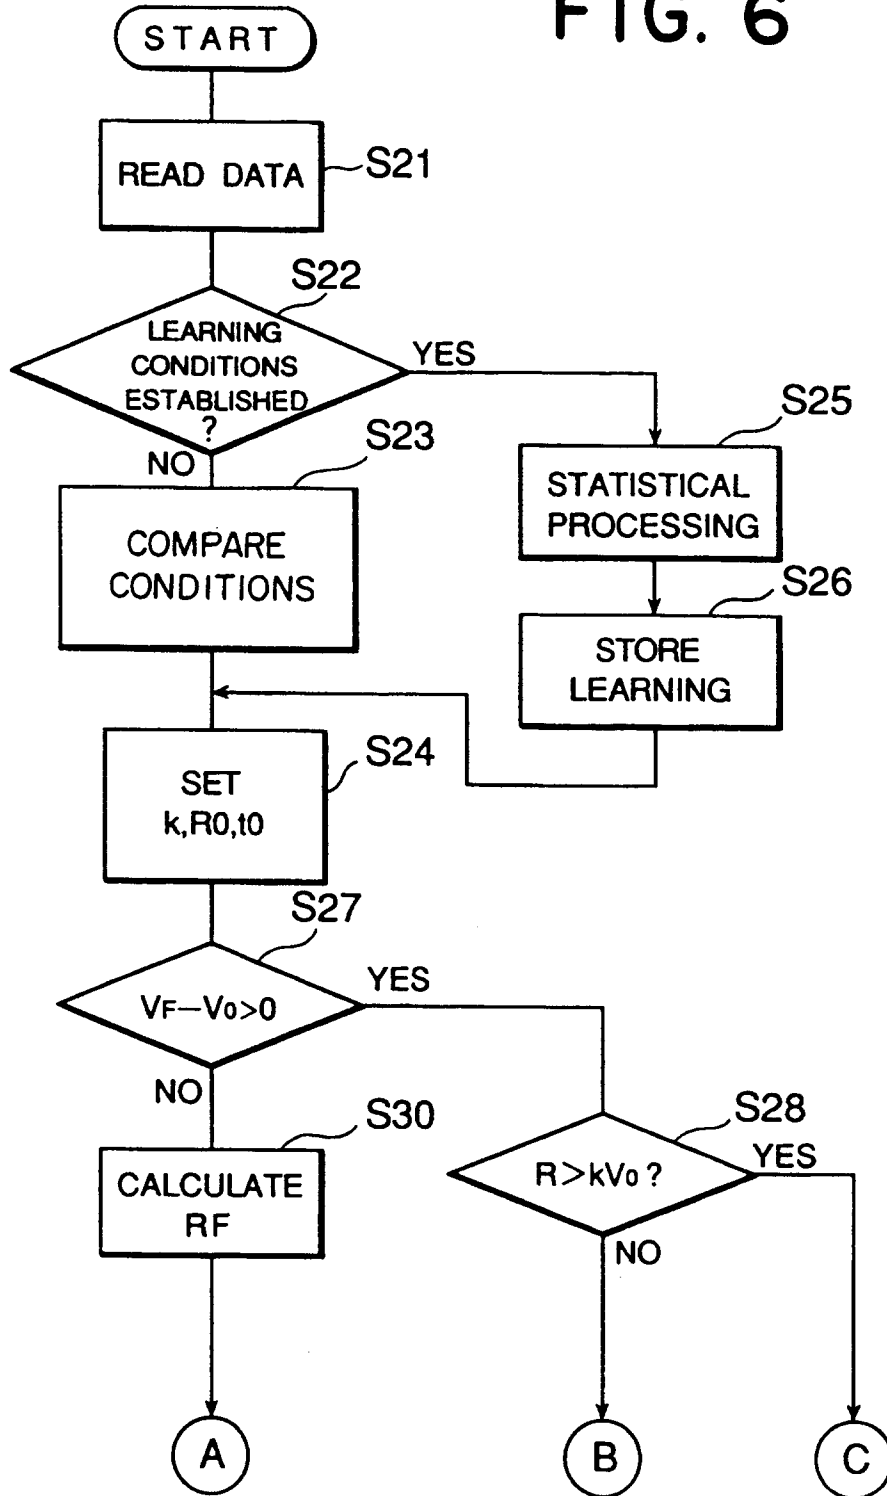 FIG. 6
START
READ DATA
S21
S22
LEARNING
CONDITIONS
ESTABLISHED
?
YES
NO
S23
COMPARE
CONDITIONS
S25
STATISTICAL
PROCESSING
S26
STORE
LEARNING
S24
SET
k,R0,t0
S27
VF–V0>0
YES
NO
S30
CALCULATE
RF
S28
R>kV0?
YES
NO
A
B
C